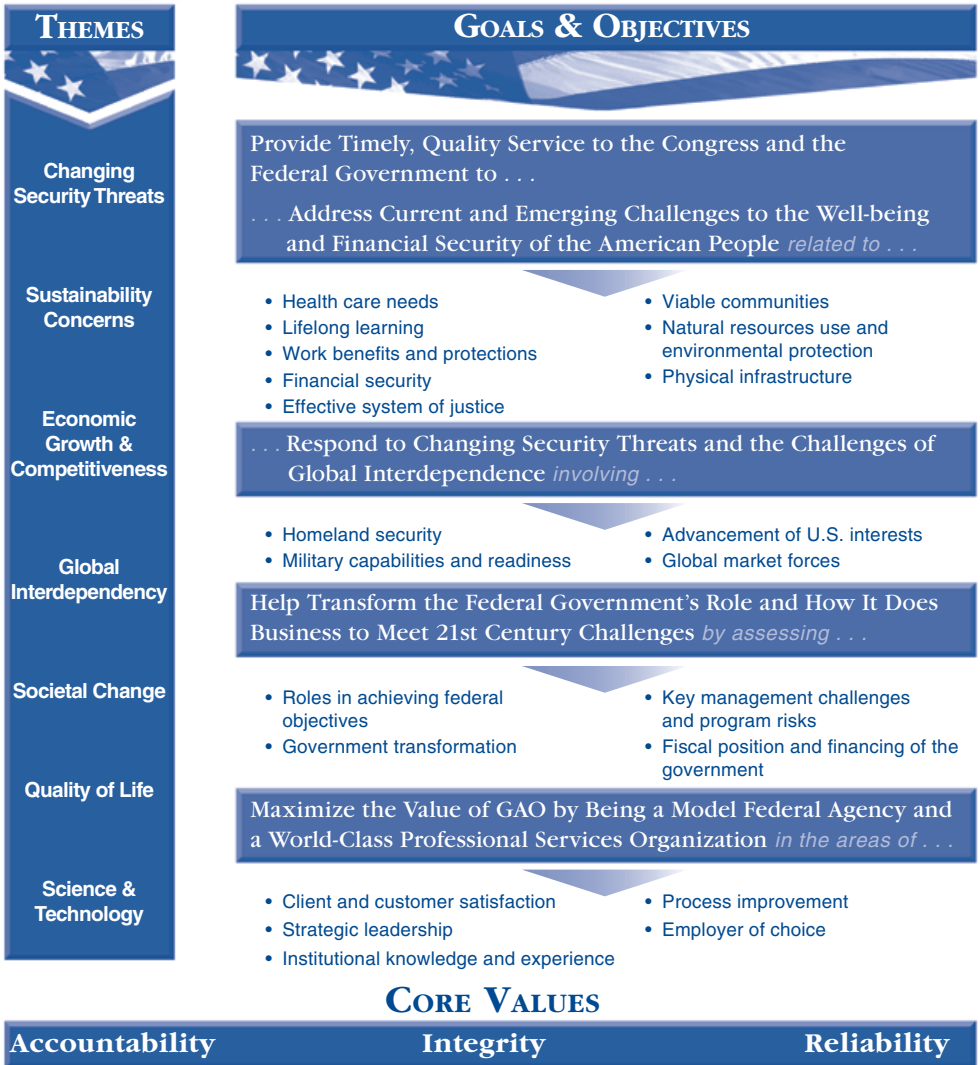 THEMES
Changing
Security Threats
Sustainability
Concerns
Economic
Growth &
Competitiveness
Global
Interdependency
Societal Change
Quality of Life
Science &
Technology
GOALS & OBJECTIVES
Provide Timely, Quality Service to the Congress and the
Federal Government to . . .
. . . Address Current and Emerging Challenges to the Well-being
and Financial Security of the American People related to . . .
• Health care needs
• Lifelong learning
• Work benefits and protections
• Financial security
• Effective system of justice
• Viable communities
• Natural resources use and
environmental protection
• Physical infrastructure
. . . Respond to Changing Security Threats and the Challenges of
Global Interdependence involving . . .
• Homeland security
• Military capabilities and readiness
• Advancement of U.S. interests
• Global market forces
Help Transform the Federal Government's Role and How It Does
Business to Meet 21st Century Challenges by assessing . . .
• Roles in achieving federal
objectives
• Government transformation
• Key management challenges
and program risks
• Fiscal position and financing of the
government
Maximize the Value of GAO by Being a Model Federal Agency and
a World-Class Professional Services Organization in the areas of . . .
• Client and customer satisfaction
• Strategic leadership
• Institutional knowledge and experience
• Process improvement
• Employer of choice
CORE VALUES
Accountability Integrity Reliability